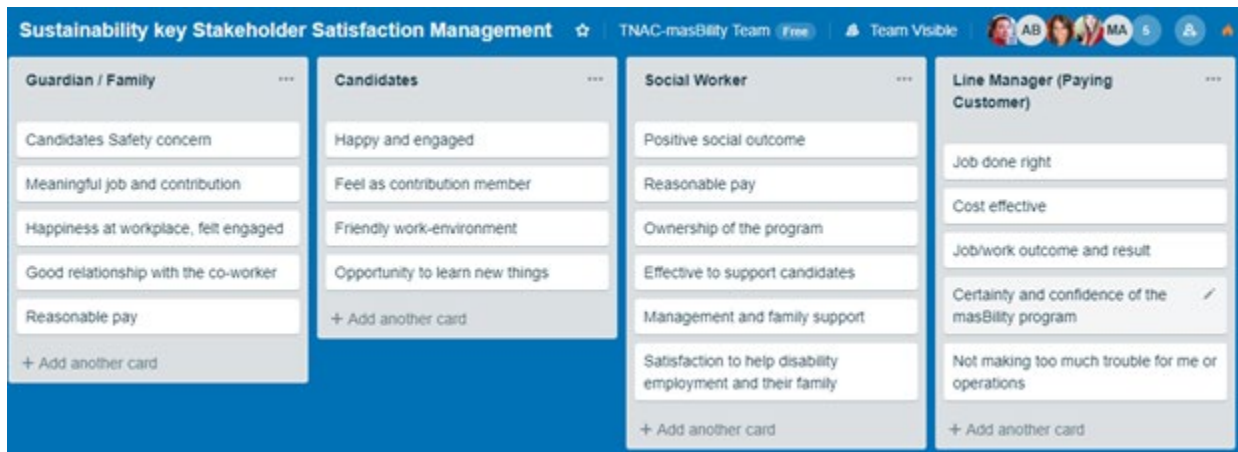 Sustainability key Stakeholder Satisfaction Management
TNAC-masBility Team Free
Team Visible
AB
MA
5
Guardian / Family
Candidates Safety concern
Meaningful job and contribution
Happiness at workplace, felt engaged
Good relationship with the co-worker
Reasonable pay
+ Add another card
Candidates
Happy and engaged
Feel as contribution member
Friendly work-environment
Opportunity to learn new things
+ Add another card
Social Worker
Positive social outcome
Reasonable pay
Ownership of the program
Effective to support candidates
Management and family support
Satisfaction to help disability
employment and their family
+ Add another card
Line Manager (Paying
Customer)
Job done right
Cost effective
Job/work outcome and result
Certainty and confidence of the
masBility program
Not making too much trouble for me or
operations
+ Add another card